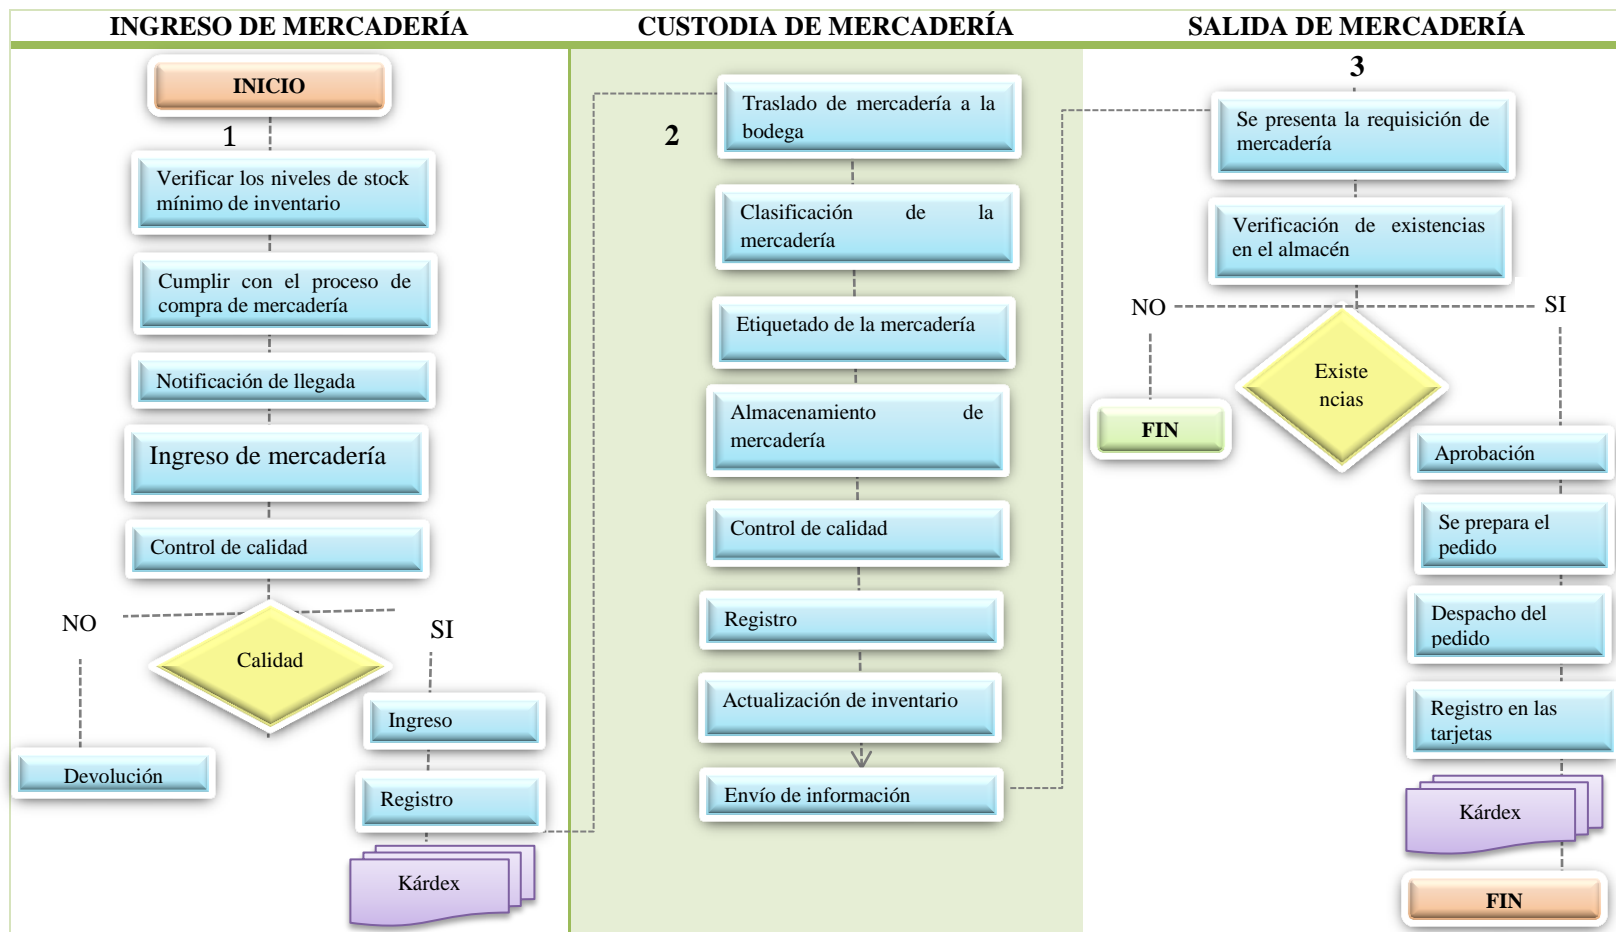 INGRESO DE MERCADERÍA
INICIO
1
Verificar los niveles de stock
mínimo de inventario
Cumplir con el proceso de
compra de mercadería
Notificación de llegada
Ingreso de mercadería
Control de calidad
NO
SI
Calidad
Devolución
Ingreso
Registro
Kárdex
CUSTODIA DE MERCADERÍA
2
Traslado de mercadería a la
bodega
Clasificación de la
mercadería
Etiquetado de la mercadería
Almacenamiento de
mercadería
Control de calidad
Registro
Actualización de inventario
Envío de información
SALIDA DE MERCADERÍA
3
Se presenta la requisición de
mercadería
Verificación de existencias
en el almacén
NO
SI
Existe
ncias
FIN
Aprobación
Se prepara el
pedido
Despacho del
pedido
Registro en las
tarjetas
Kárdex
FIN